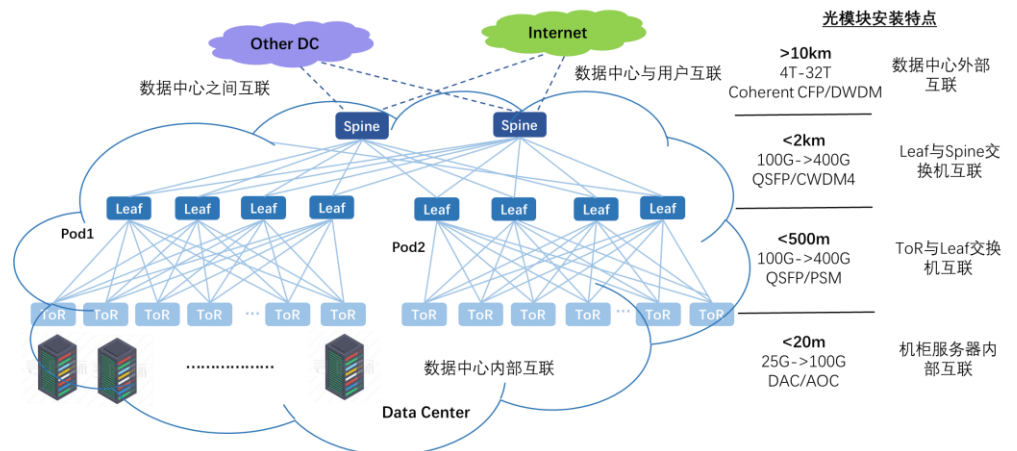 光模块安装特点
Other DC
Internet
数据中心之间互联
数据中心与用户互联
>10km
4T-32T
Coherent CFP/DWDM
数据中心外部
互联
Spine
Spine
<2km
100G->400G
QSFP/CWDM4
Leaf与Spine交
换机互联
Leaf
Leaf
Leaf
Leaf
Leaf
Leaf
Leaf
Leaf
Pod1
Pod2
<500m
100G->400G
QSFP/PSM
ToR与Leaf交换
机互联
ToR
ToR
ToR
ToR
...
ToR
ToR
ToR
ToR
ToR
ToR
...
ToR
ToR
<20m
25G->100G
DAC/AOC
机柜服务器内
部互联
数据中心内部互联
Data Center